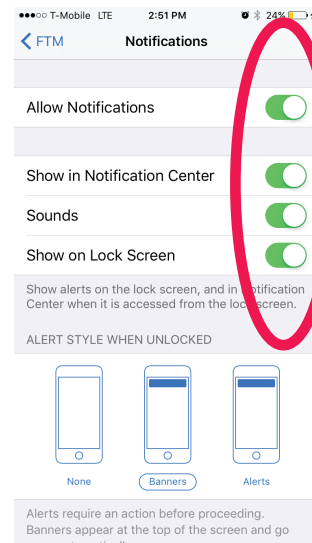 T-Mobile LTE 2:51 PM 24%
FTM Notifications
Allow Notifications
Show in Notification Center
Sounds
Show on Lock Screen
Show alerts on the lock screen, and in Notification
Center when it is accessed from the lock screen.
ALERT STYLE WHEN UNLOCKED
None Banners Alerts
Alerts require an action before proceeding.
Banners appear at the top of the screen and go